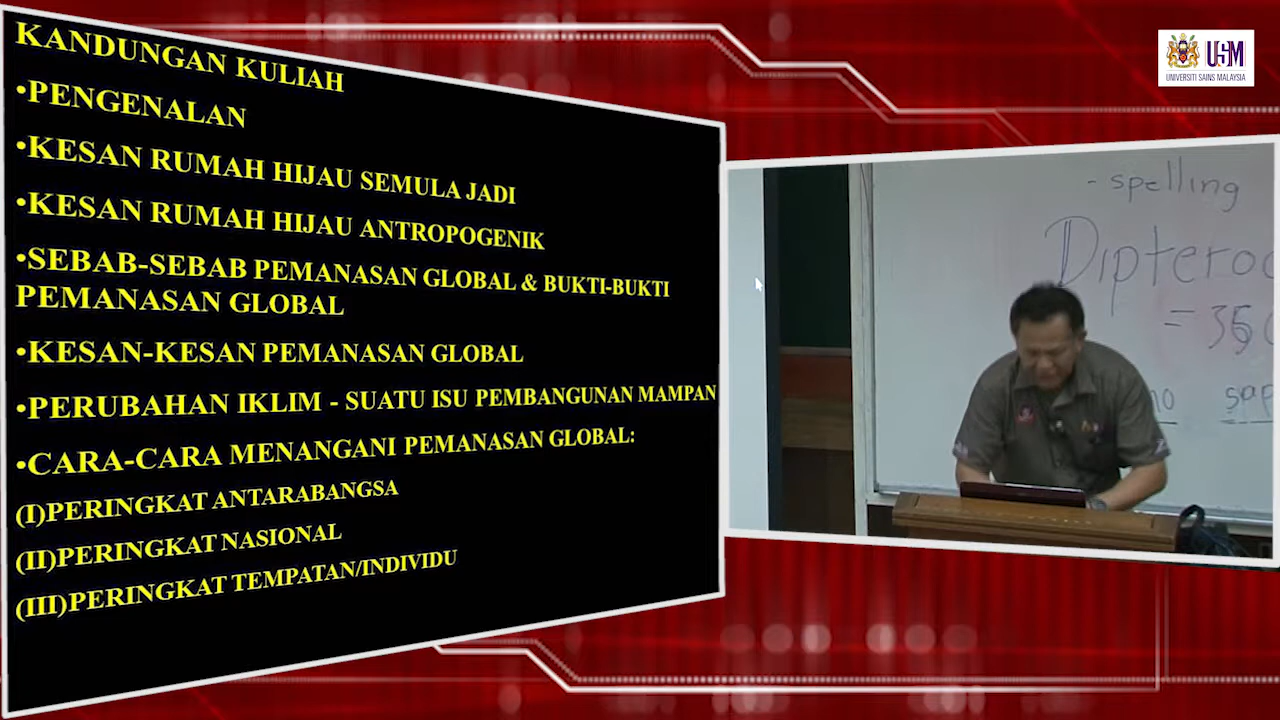 KANDUNGAN KULIAH
•PENGENALAN
•KESAN RUMAH HIJAU SEMULA JADI
•KESAN RUMAH HIJAU ANTROPOGENIK
•SEBAB-SEBAB PEMANASAN GLOBAL & BUKTI-BUKTI
PEMANASAN GLOBAL
•KESAN-KESAN PEMANASAN GLOBAL
•PERUBAHAN IKLIM - SUATU ISU PEMBANGUNAN MAMPAN
•CARA-CARA MENANGANI PEMANASAN GLOBAL:
(I)PERINGKAT ANTARABANGSA
(II)PERINGKAT NASIONAL
(III)PERINGKAT TEMPATAN/INDIVIDU
USM
UNIVERSITI SAINS MALAYSIA
- spelling
Dipteroc